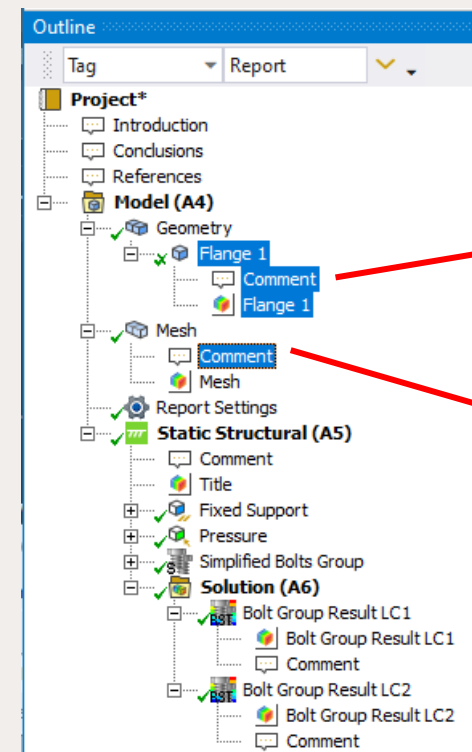 Outline
Tag Report
Project*
Introduction
Conclusions
References
Model (A4)
Geometry
Flange 1
Comment
Flange 1
Mesh
Comment
Mesh
Report Settings
Static Structural (A5)
Comment
Title
Fixed Support
Pressure
Simplified Bolts Group
Solution (A6)
BST Bolt Group Result LC1
Bolt Group Result LC1
Comment
BST Bolt Group Result LC2
Bolt Group Result LC2
Comment